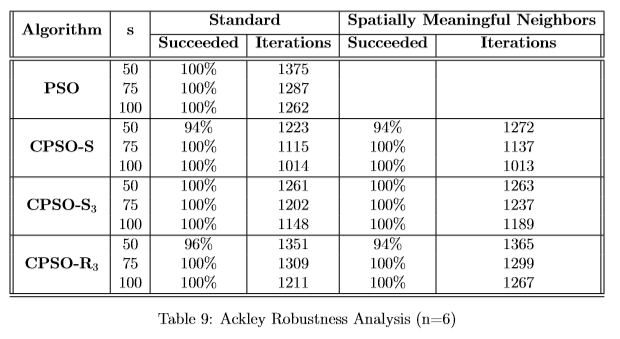 Algorithm s Standard Spatially Meaningful Neighbors
Succeeded Iterations Succeeded Iterations
PSO 50 100% 1375
75 100% 1287
100 100% 1262
CPSO-S 50 94% 1223 94% 1272
75 100% 1115 100% 1137
100 100% 1014 100% 1013
CPSO-S₃ 50 100% 1261 100% 1263
75 100% 1202 100% 1237
100 100% 1148 100% 1189
CPSO-R₃ 50 96% 1351 94% 1365
75 100% 1309 100% 1299
100 100% 1211 100% 1267
Table 9: Ackley Robustness Analysis (n=6)